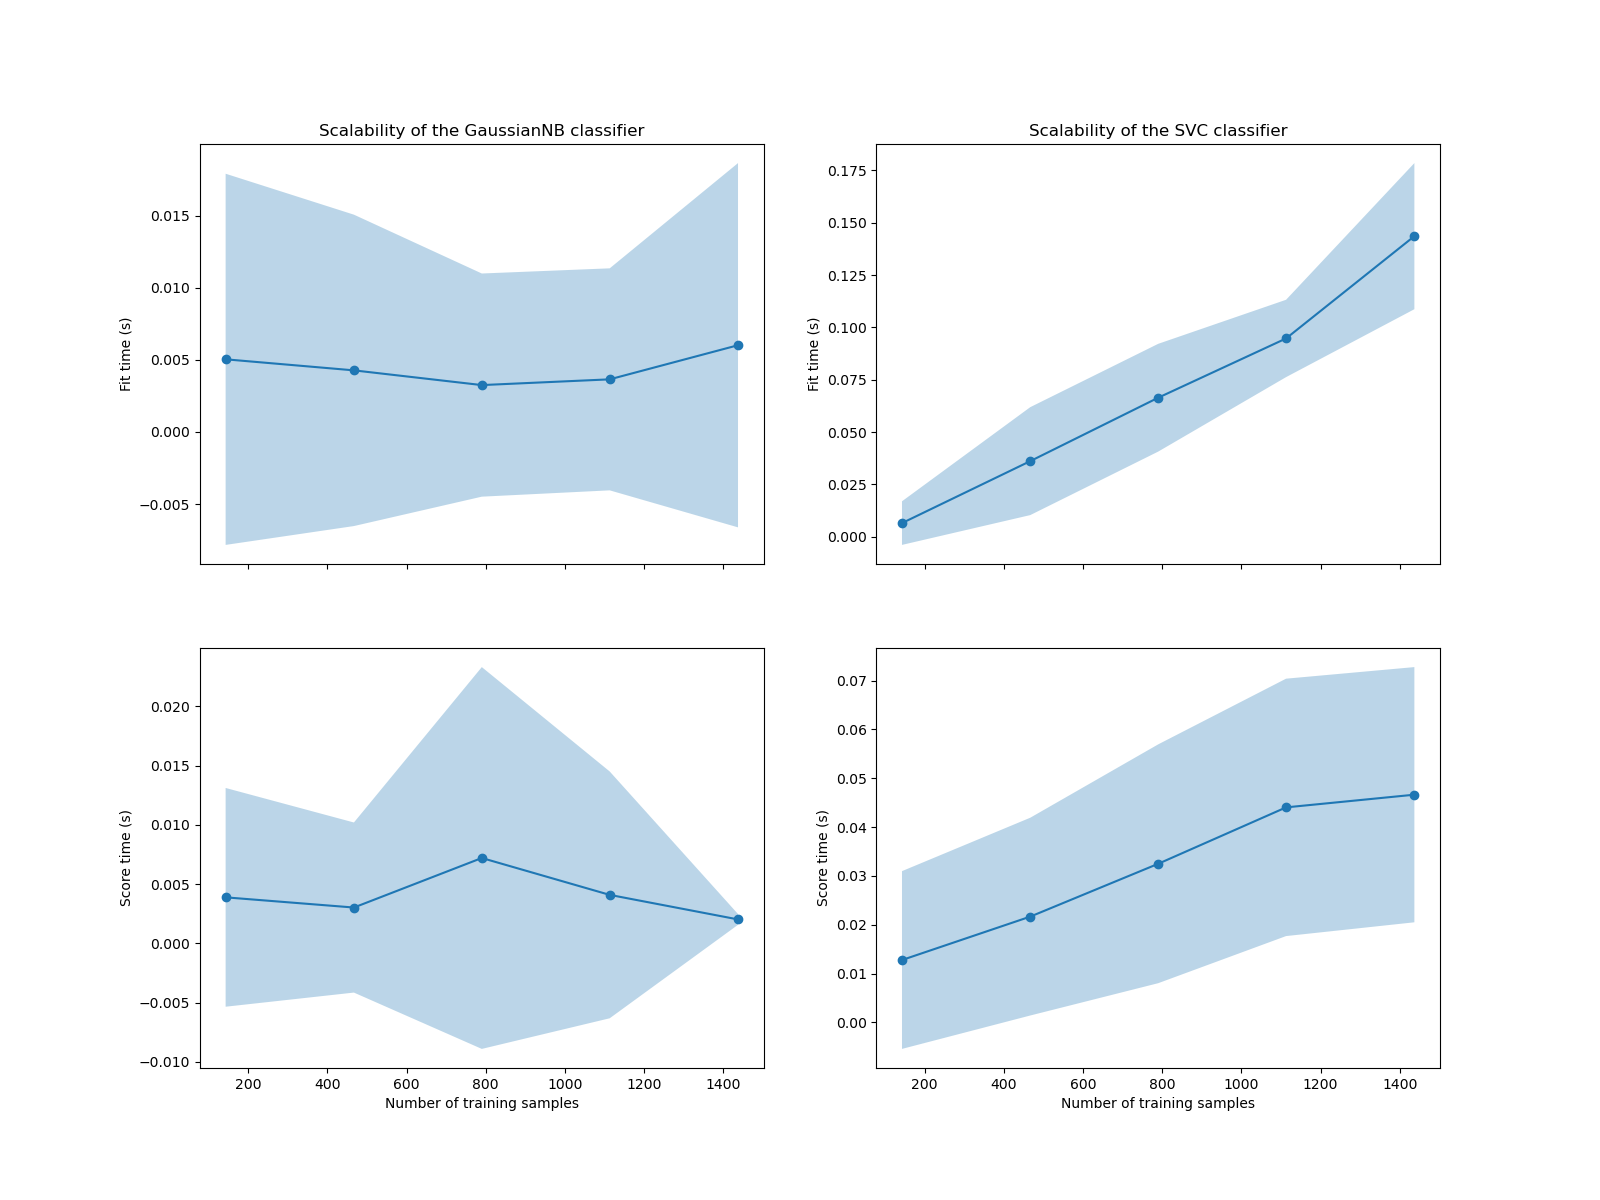 Scalability of the GaussianNB classifier
Fit time (s)
0.015
0.010
0.005
0.000
−0.005
Scalability of the SVC classifier
Fit time (s)
0.175
0.150
0.125
0.100
0.075
0.050
0.025
0.000
Score time (s)
0.020
0.015
0.010
0.005
0.000
−0.005
−0.010
200 400 600 800 1000 1200 1400
Number of training samples
Score time (s)
0.07
0.06
0.05
0.04
0.03
0.02
0.01
0.00
200 400 600 800 1000 1200 1400
Number of training samples